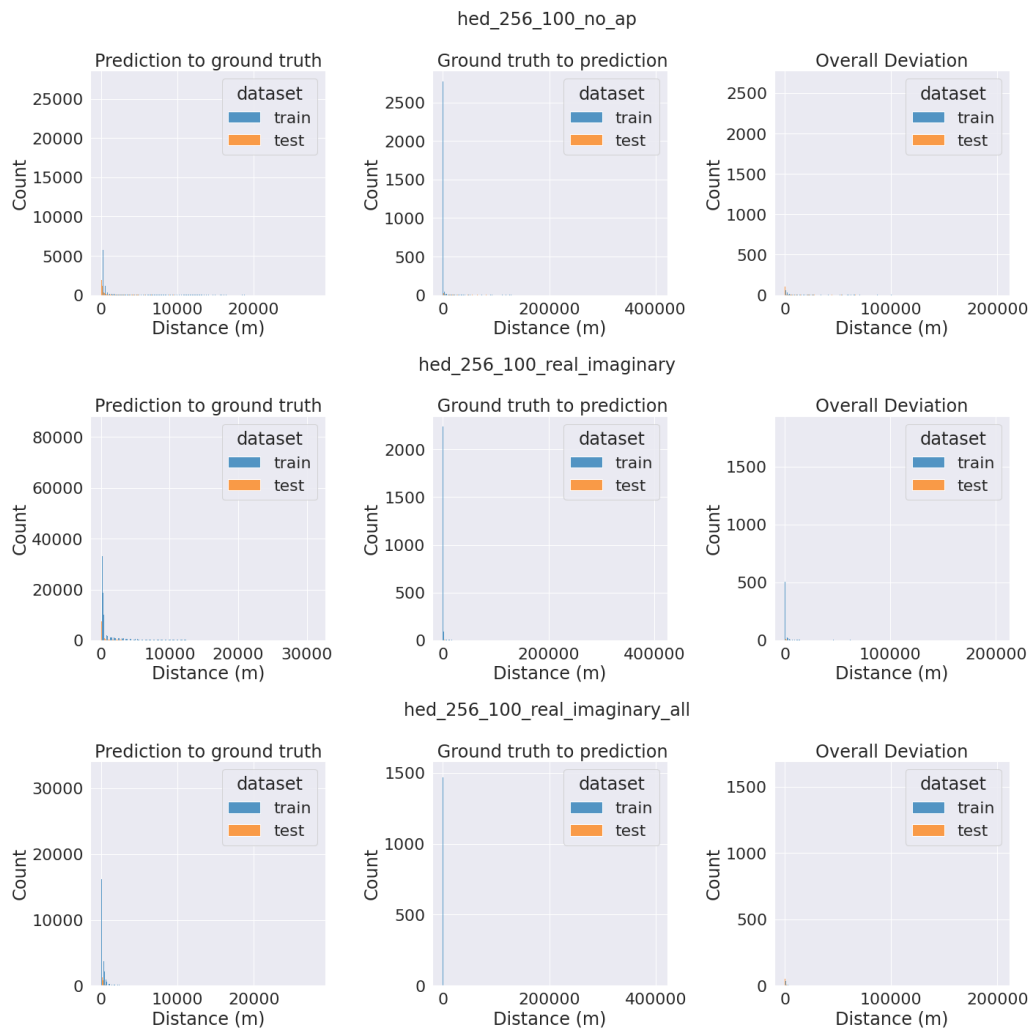 hed_256_100_no_ap
Prediction to ground truth
25000
20000
15000
10000
5000
0
Count
0 10000 20000
Distance (m)
dataset
train
test
Ground truth to prediction
2500
2000
1500
1000
500
0
Count
0 200000 400000
Distance (m)
dataset
train
test
Overall Deviation
2500
2000
1500
1000
500
0
Count
0 100000 200000
Distance (m)
dataset
train
test
hed_256_100_real_imaginary
Prediction to ground truth
80000
60000
40000
20000
0
Count
0 10000 20000 30000
Distance (m)
dataset
train
test
Ground truth to prediction
2000
1500
1000
500
0
Count
0 200000 400000
Distance (m)
dataset
train
test
Overall Deviation
1500
1000
500
0
Count
0 100000 200000
Distance (m)
dataset
train
test
hed_256_100_real_imaginary_all
Prediction to ground truth
30000
20000
10000
0
Count
0 10000 20000
Distance (m)
dataset
train
test
Ground truth to prediction
1500
1000
500
0
Count
0 200000 400000
Distance (m)
dataset
train
test
Overall Deviation
1500
1000
500
0
Count
0 100000 200000
Distance (m)
dataset
train
test